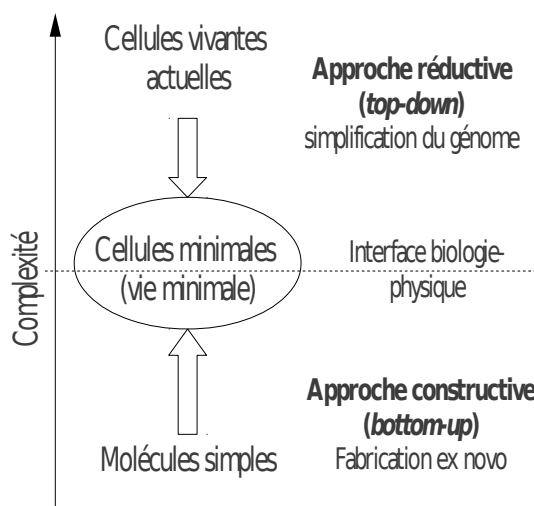 Cellules vivantes
actuelles
Approche réductive
(top-down)
simplification du génome
Complexité
Cellules minimales
(vie minimale)
Interface biologie-
physique
Approche constructive
(bottom-up)
Fabrication ex novo
Molécules simples